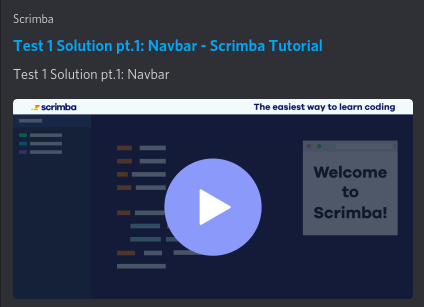 Scrimba
Test 1 Solution pt.1: Navbar - Scrimba Tutorial
Test 1 Solution pt.1: Navbar
scrimba
The easiest way to learn coding
Welcome
to
Scrimba!